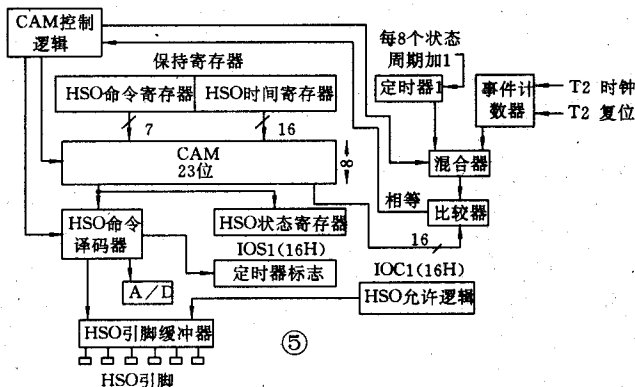 CAM控制
逻辑
保持寄存器
HSO命令寄存器
HSO时间寄存器
7
16
CAM
23位
8
每8个状态
周期加1
定时器1
事件计
数器
T2 时钟
T2 复位
混合器
相等
比较器
16
HSO命令
译码器
HSO状态寄存器
IOS1(16H)
定时器标志
A/D
IOC1(16H)
HSO允许逻辑
HSO引脚缓冲器
⑤
HSO引脚